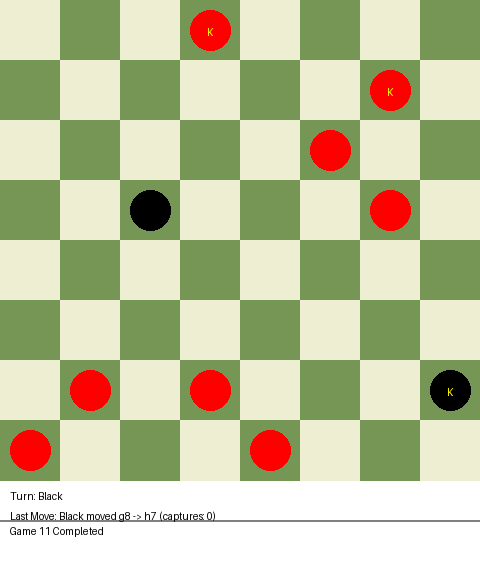 K
K
K
Turn: Black
Last Move: Black moved g8 -> h7 (captures: 0)
Game 11 Completed